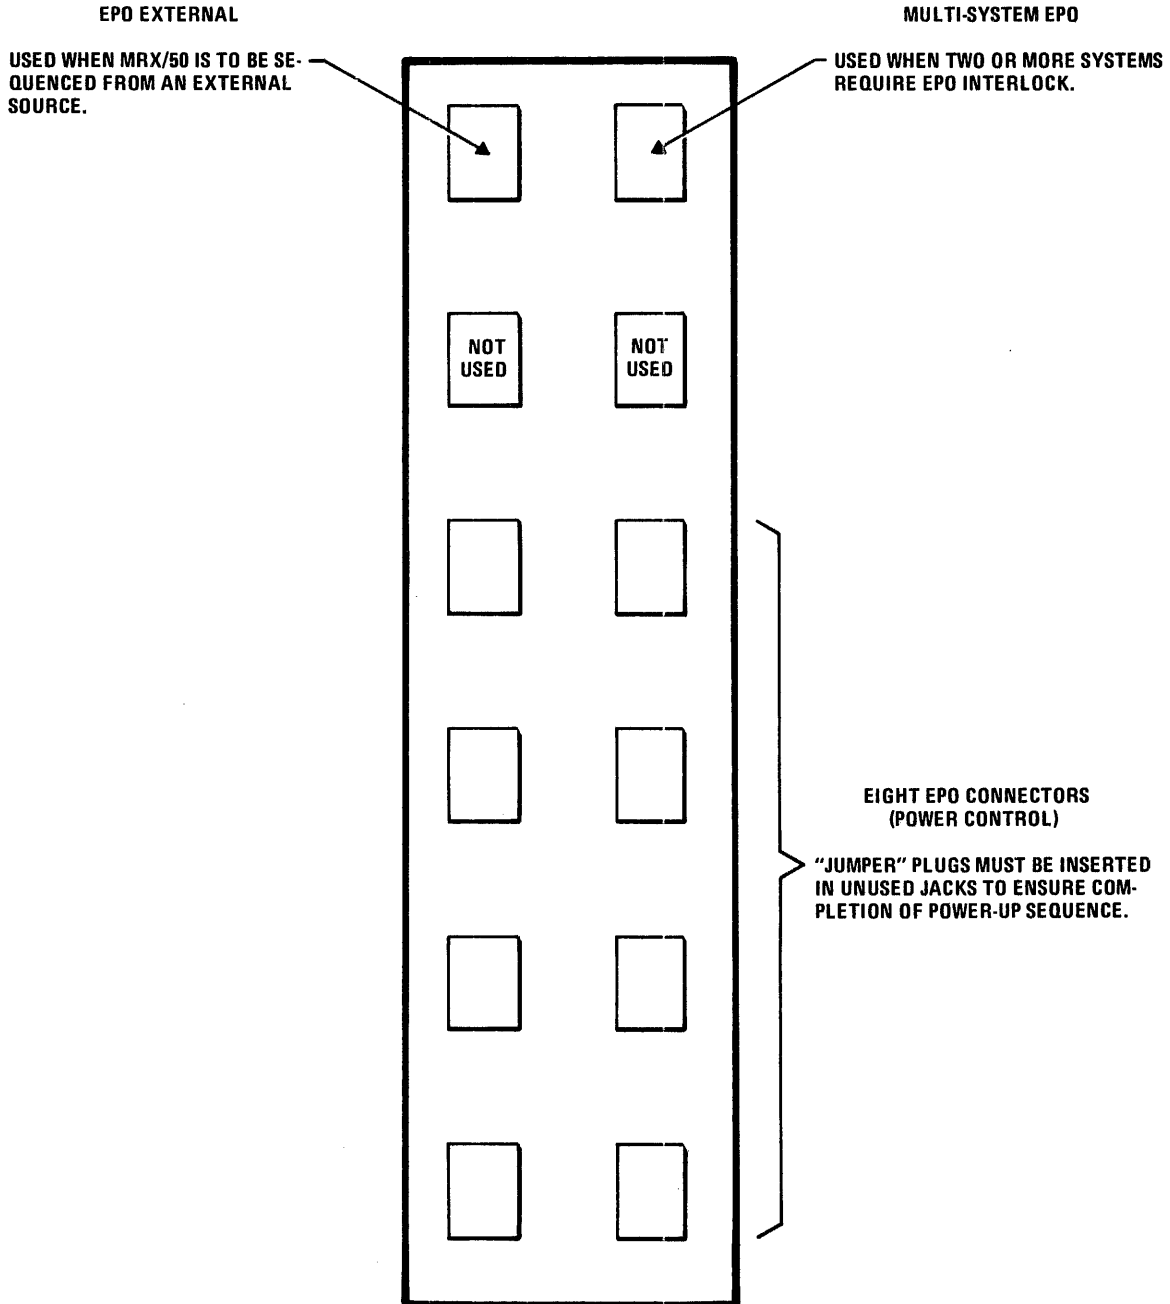 EPO EXTERNAL
USED WHEN MRX/50 IS TO BE SE-
QUENCED FROM AN EXTERNAL
SOURCE.
MULTI-SYSTEM EPO
USED WHEN TWO OR MORE SYSTEMS
REQUIRE EPO INTERLOCK.
NOT
USED
NOT
USED
EIGHT EPO CONNECTORS
(POWER CONTROL)
"JUMPER" PLUGS MUST BE INSERTED
IN UNUSED JACKS TO ENSURE COM-
PLETION OF POWER-UP SEQUENCE.